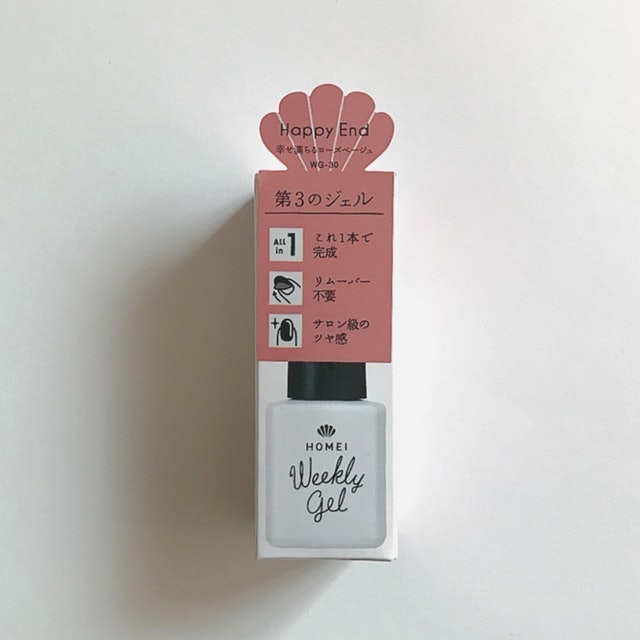 Happy End
幸せ満ちるローズベージュ
WG-30
第3のジェル
All in 1
これ1本で
完成
リムーバー
不要
サロン級の
ツヤ感
HOMEI
Weekly
Gel